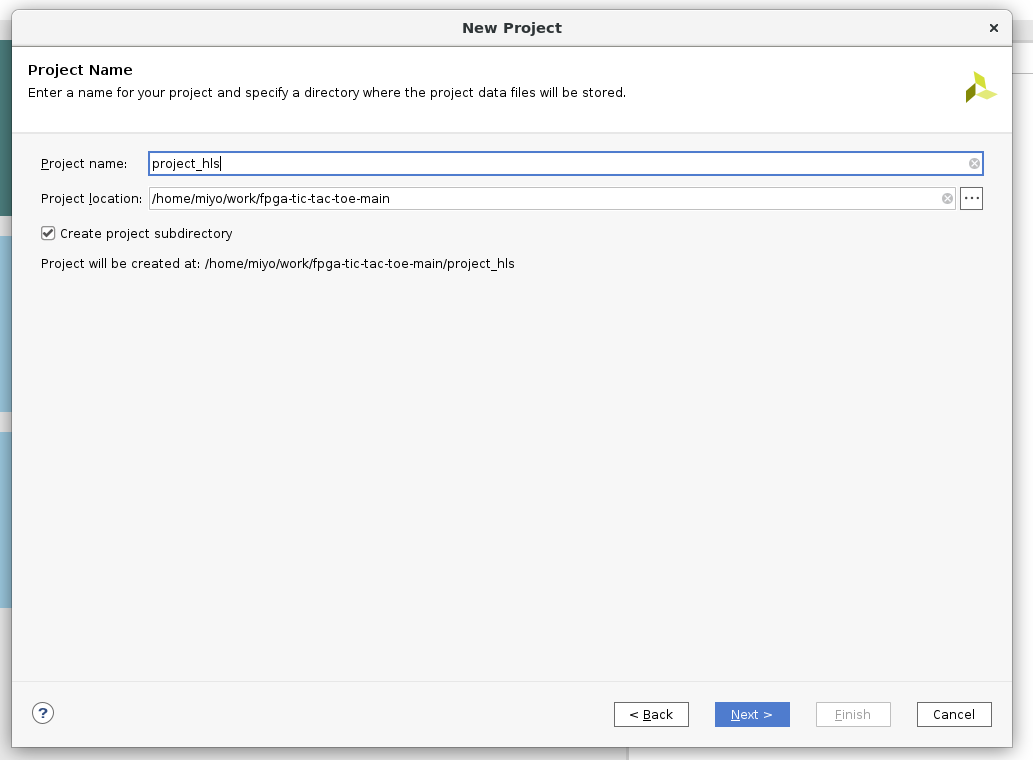 New Project
Project Name
Enter a name for your project and specify a directory where the project data files will be stored.
Project name: project_hls
Project location: /home/miyo/work/fpga-tic-tac-toe-main
Create project subdirectory
Project will be created at: /home/miyo/work/fpga-tic-tac-toe-main/project_hls
? < Back Next > Finish Cancel